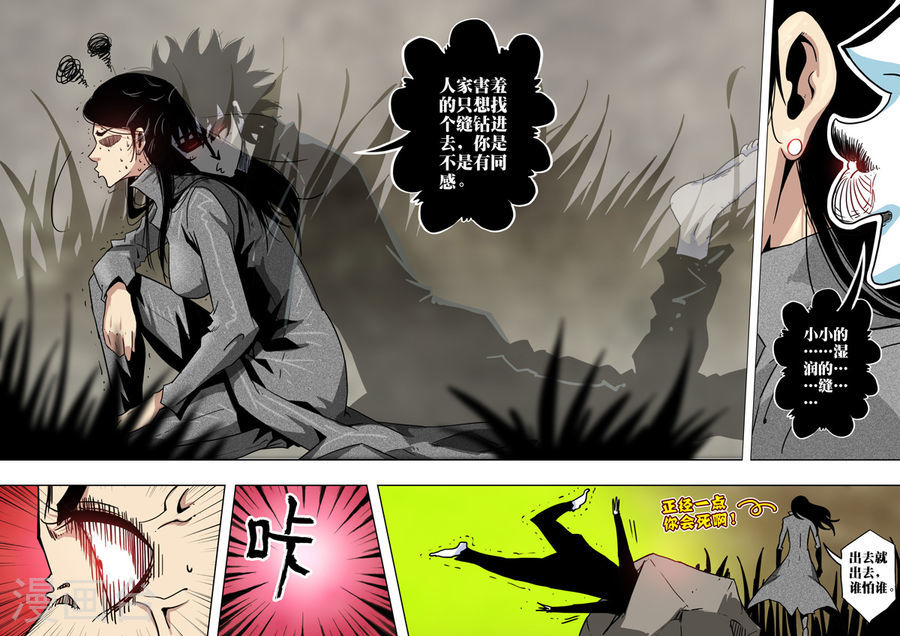 人家害羞
的只想找
个缝钻进
去，你是
不是有同
感。
小小的
……湿
润的…
…缝…
…
咔
正径一点
你会死啊！
出去就
出去，
谁怕谁。